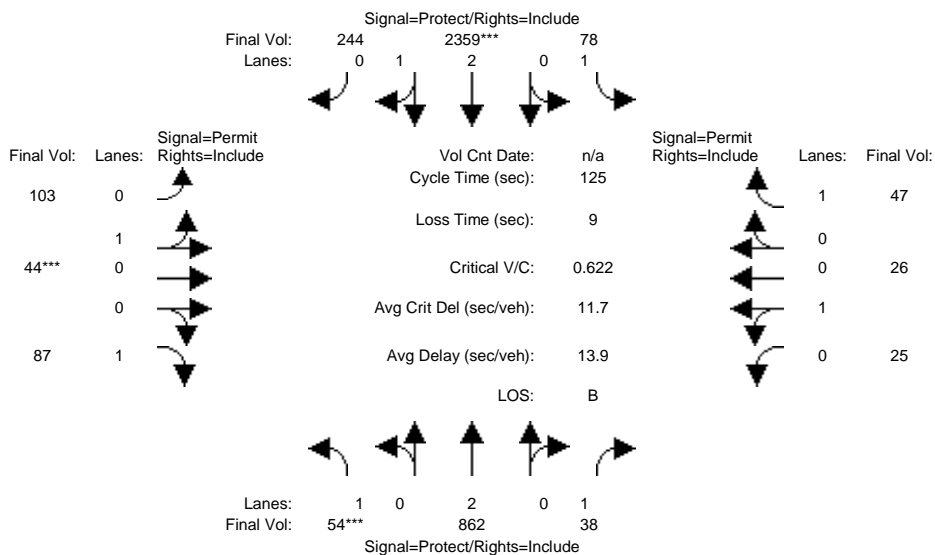 Signal=Protect/Rights=Include
Final Vol: 244 2359*** 78
Lanes: 0 1 2 0 1
Signal=Permit
Final Vol: Lanes: Rights=Include
Vol Cnt Date: n/a
Signal=Permit
Rights=Include Lanes: Final Vol:
Cycle Time (sec): 125
103 0
1 47
Loss Time (sec): 9
1
0
44*** 0
Critical V/C: 0.622
0 26
0
Avg Crit Del (sec/veh): 11.7
1
87 1
Avg Delay (sec/veh): 13.9
0 25
LOS: B
Lanes: 1 0 2 0 1
Final Vol: 54*** 862 38
Signal=Protect/Rights=Include